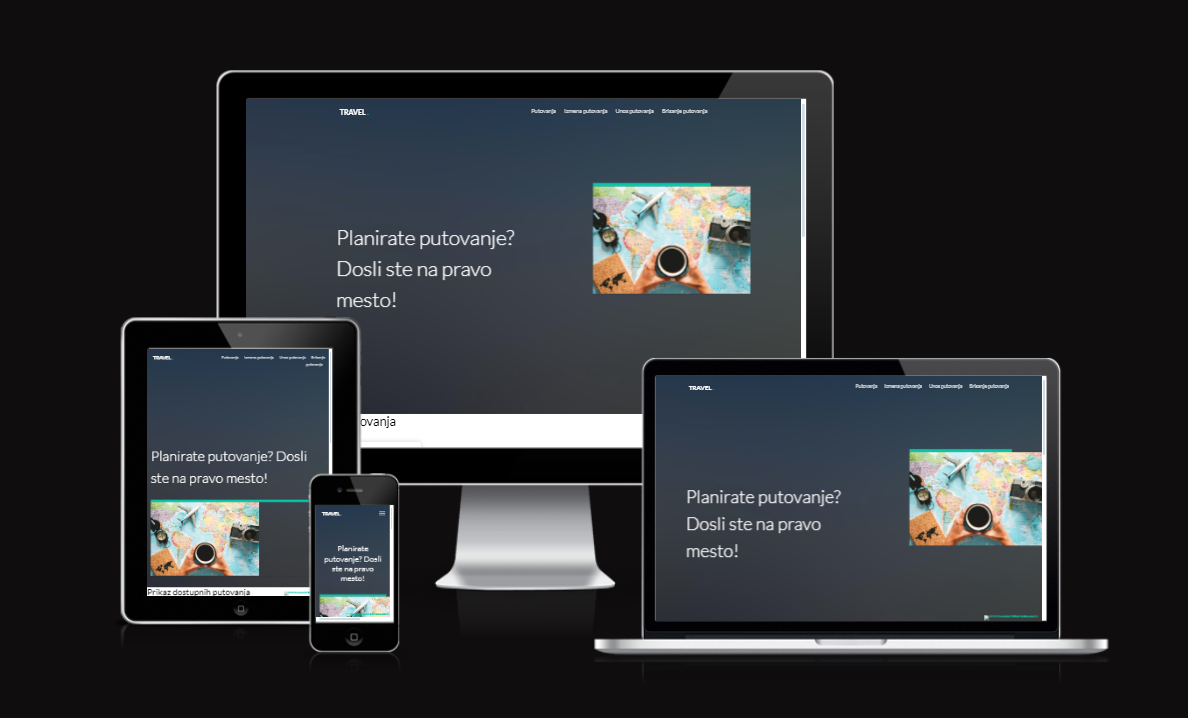 TRAVEL.
Putovanja Izmena putovanja Unos putovanja Brisanje putovanja
Planirate putovanje?
Dosli ste na pravo
mesto!
ovanja
TRAVEL.
Putovanja Izmena putovanja Unos putovanja Brisanje
putovanja
Planirate putovanje? Dosli
ste na pravo mesto!
Prikaz dostupnih putovanja
TRAVEL.
Planirate
putovanje? Dosli
ste na pravo
mesto!
TRAVEL
Putovanja Izmena putovanja Unos putovanja Brisanje putovanja
Planirate putovanje?
Dosli ste na pravo
mesto!